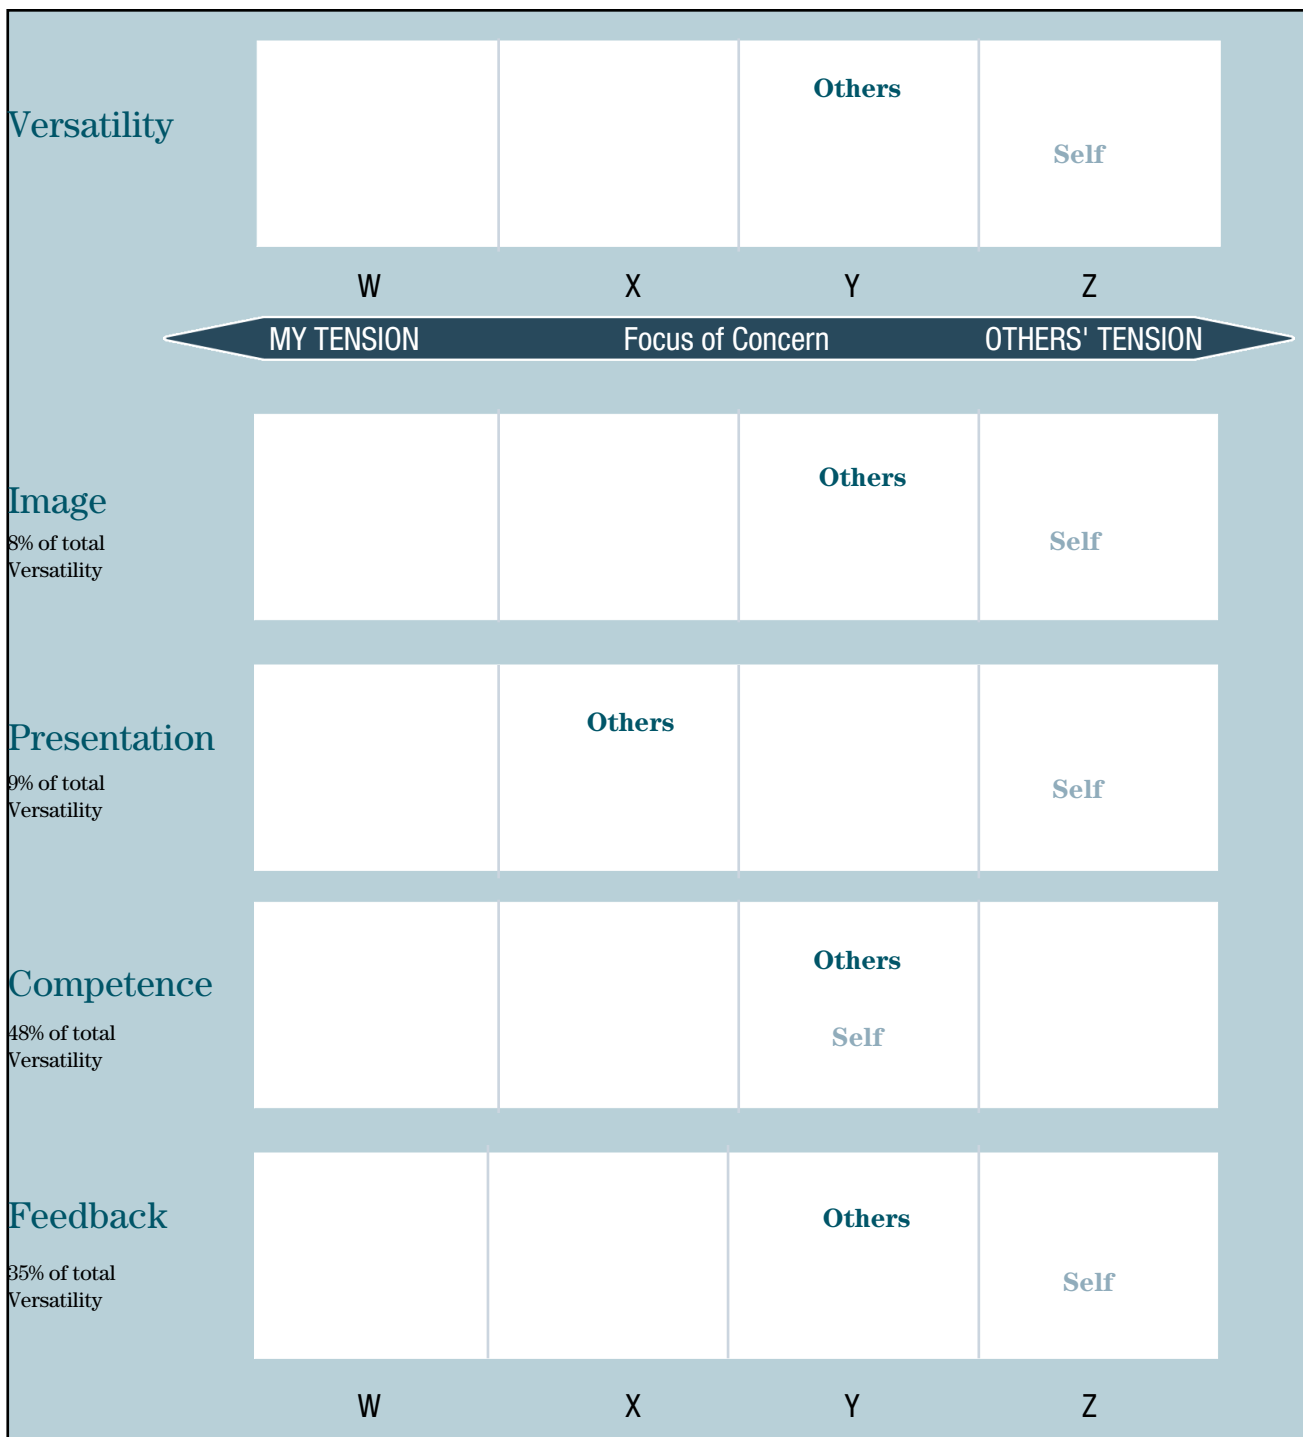 Others
Versatility
Self
W X Y Z
MY TENSION Focus of Concern OTHERS' TENSION
Others
Image
8% of total
Self
Versatility
Others
Presentation
9% of total
Self
Versatility
Others
Competence
48% of total
Self
Versatility
Others
Feedback
35% of total
Self
Versatility
W X Y Z